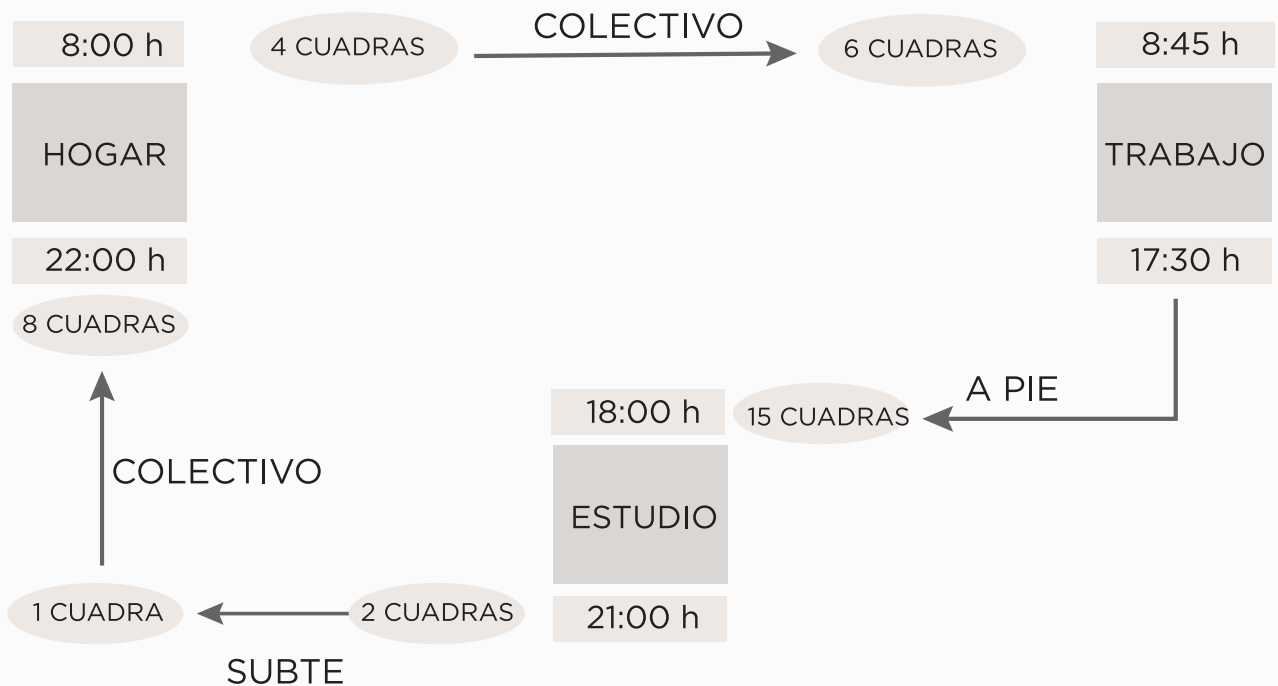 8:00 h
4 CUADRAS
COLECTIVO
6 CUADRAS
8:45 h
HOGAR
TRABAJO
22:00 h
17:30 h
8 CUADRAS
A PIE
18:00 h
15 CUADRAS
COLECTIVO
ESTUDIO
1 CUADRA
2 CUADRAS
21:00 h
SUBTE